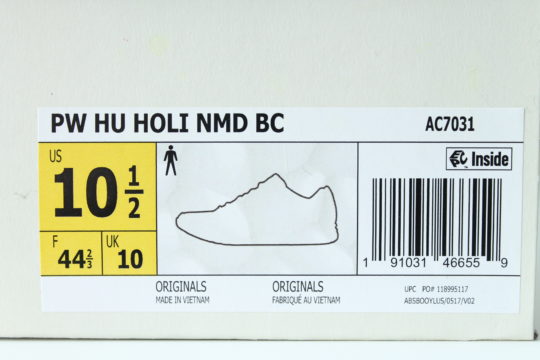 PW HU HOLI NMD BC AC7031
US
10 1/2
F
44 2/3
UK
10
Inside
1 91031 46655 9
ORIGINALS
MADE IN VIETNAM
ORIGINALS
FABRIQUÉ AU VIETNAM
UPC PO# 118995117
ABSBOOYLUS/0517/V02